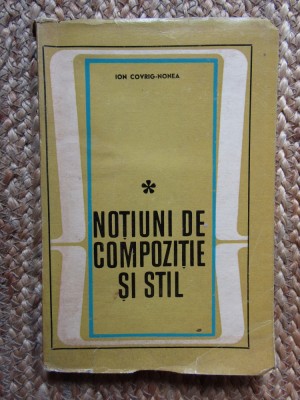 ION COVRIG-NONEA
*
NOȚIUNI DE
COMPOZIȚIE
ȘI STIL